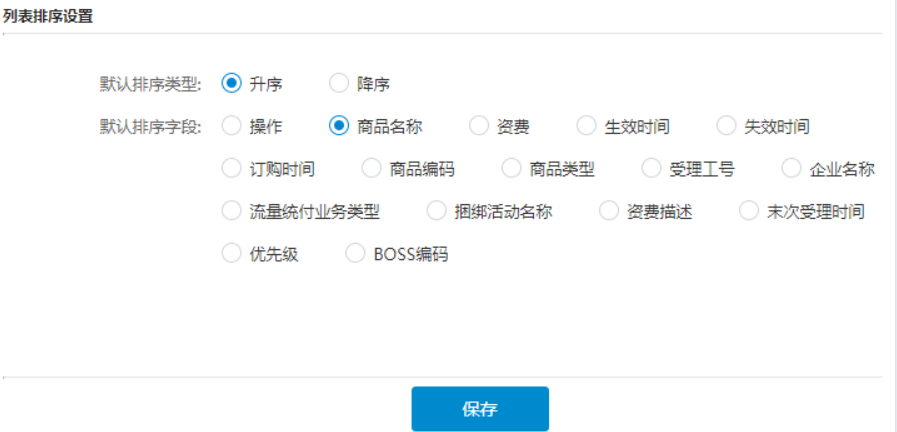 列表排序设置
默认排序类型: 升序 降序
默认排序字段: 操作 商品名称 资费 生效时间 失效时间
订购时间 商品编码 商品类型 受理工号 企业名称
流量统付业务类型 捆绑活动名称 资费描述 末次受理时间
优先级 BOSS编码
保存